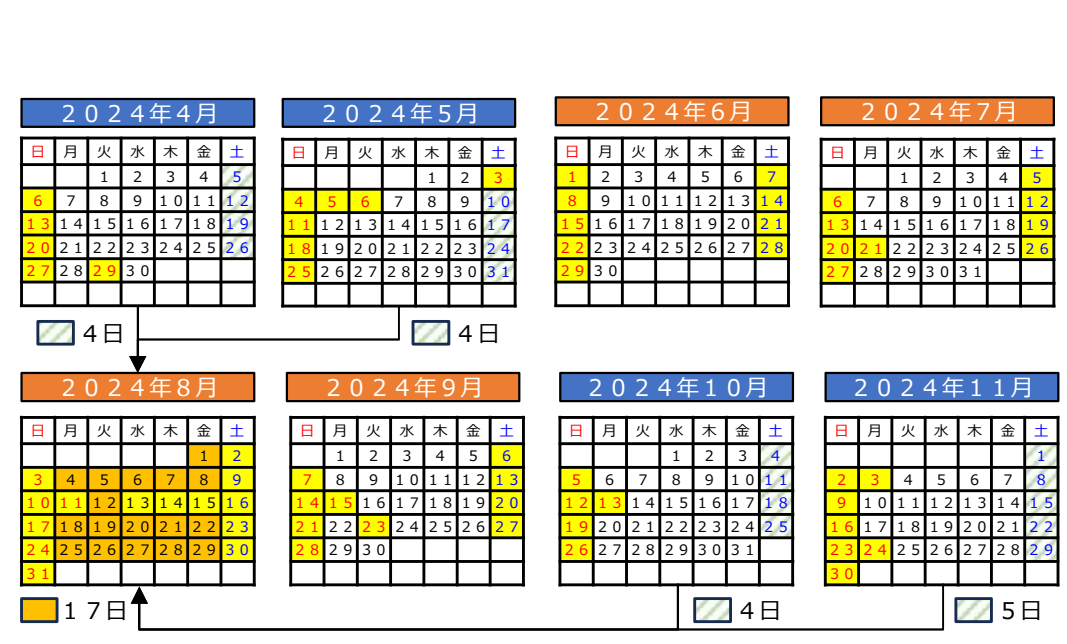 ２０２４年４月
日 月 火 水 木 金 土
1 2 3 4 5
6 7 8 9 10 11 12
13 14 15 16 17 18 19
20 21 22 23 24 25 26
27 28 29 30
４日
２０２４年５月
日 月 火 水 木 金 土
1 2 3
4 5 6 7 8 9 10
11 12 13 14 15 16 17
18 19 20 21 22 23 24
25 26 27 28 29 30 31
４日
２０２４年６月
日 月 火 水 木 金 土
1 2 3 4 5 6 7
8 9 10 11 12 13 14
15 16 17 18 19 20 21
22 23 24 25 26 27 28
29 30
２０２４年７月
日 月 火 水 木 金 土
1 2 3 4 5
6 7 8 9 10 11 12
13 14 15 16 17 18 19
20 21 22 23 24 25 26
27 28 29 30 31
２０２４年８月
日 月 火 水 木 金 土
1 2
3 4 5 6 7 8 9
10 11 12 13 14 15 16
17 18 19 20 21 22 23
24 25 26 27 28 29 30
31
１７日
２０２４年９月
日 月 火 水 木 金 土
1 2 3 4 5 6
7 8 9 10 11 12 13
14 15 16 17 18 19 20
21 22 23 24 25 26 27
28 29 30
２０２４年１０月
日 月 火 水 木 金 土
1 2 3 4
5 6 7 8 9 10 11
12 13 14 15 16 17 18
19 20 21 22 23 24 25
26 27 28 29 30 31
４日
２０２４年１１月
日 月 火 水 木 金 土
1
2 3 4 5 6 7 8
9 10 11 12 13 14 15
16 17 18 19 20 21 22
23 24 25 26 27 28 29
30
５日